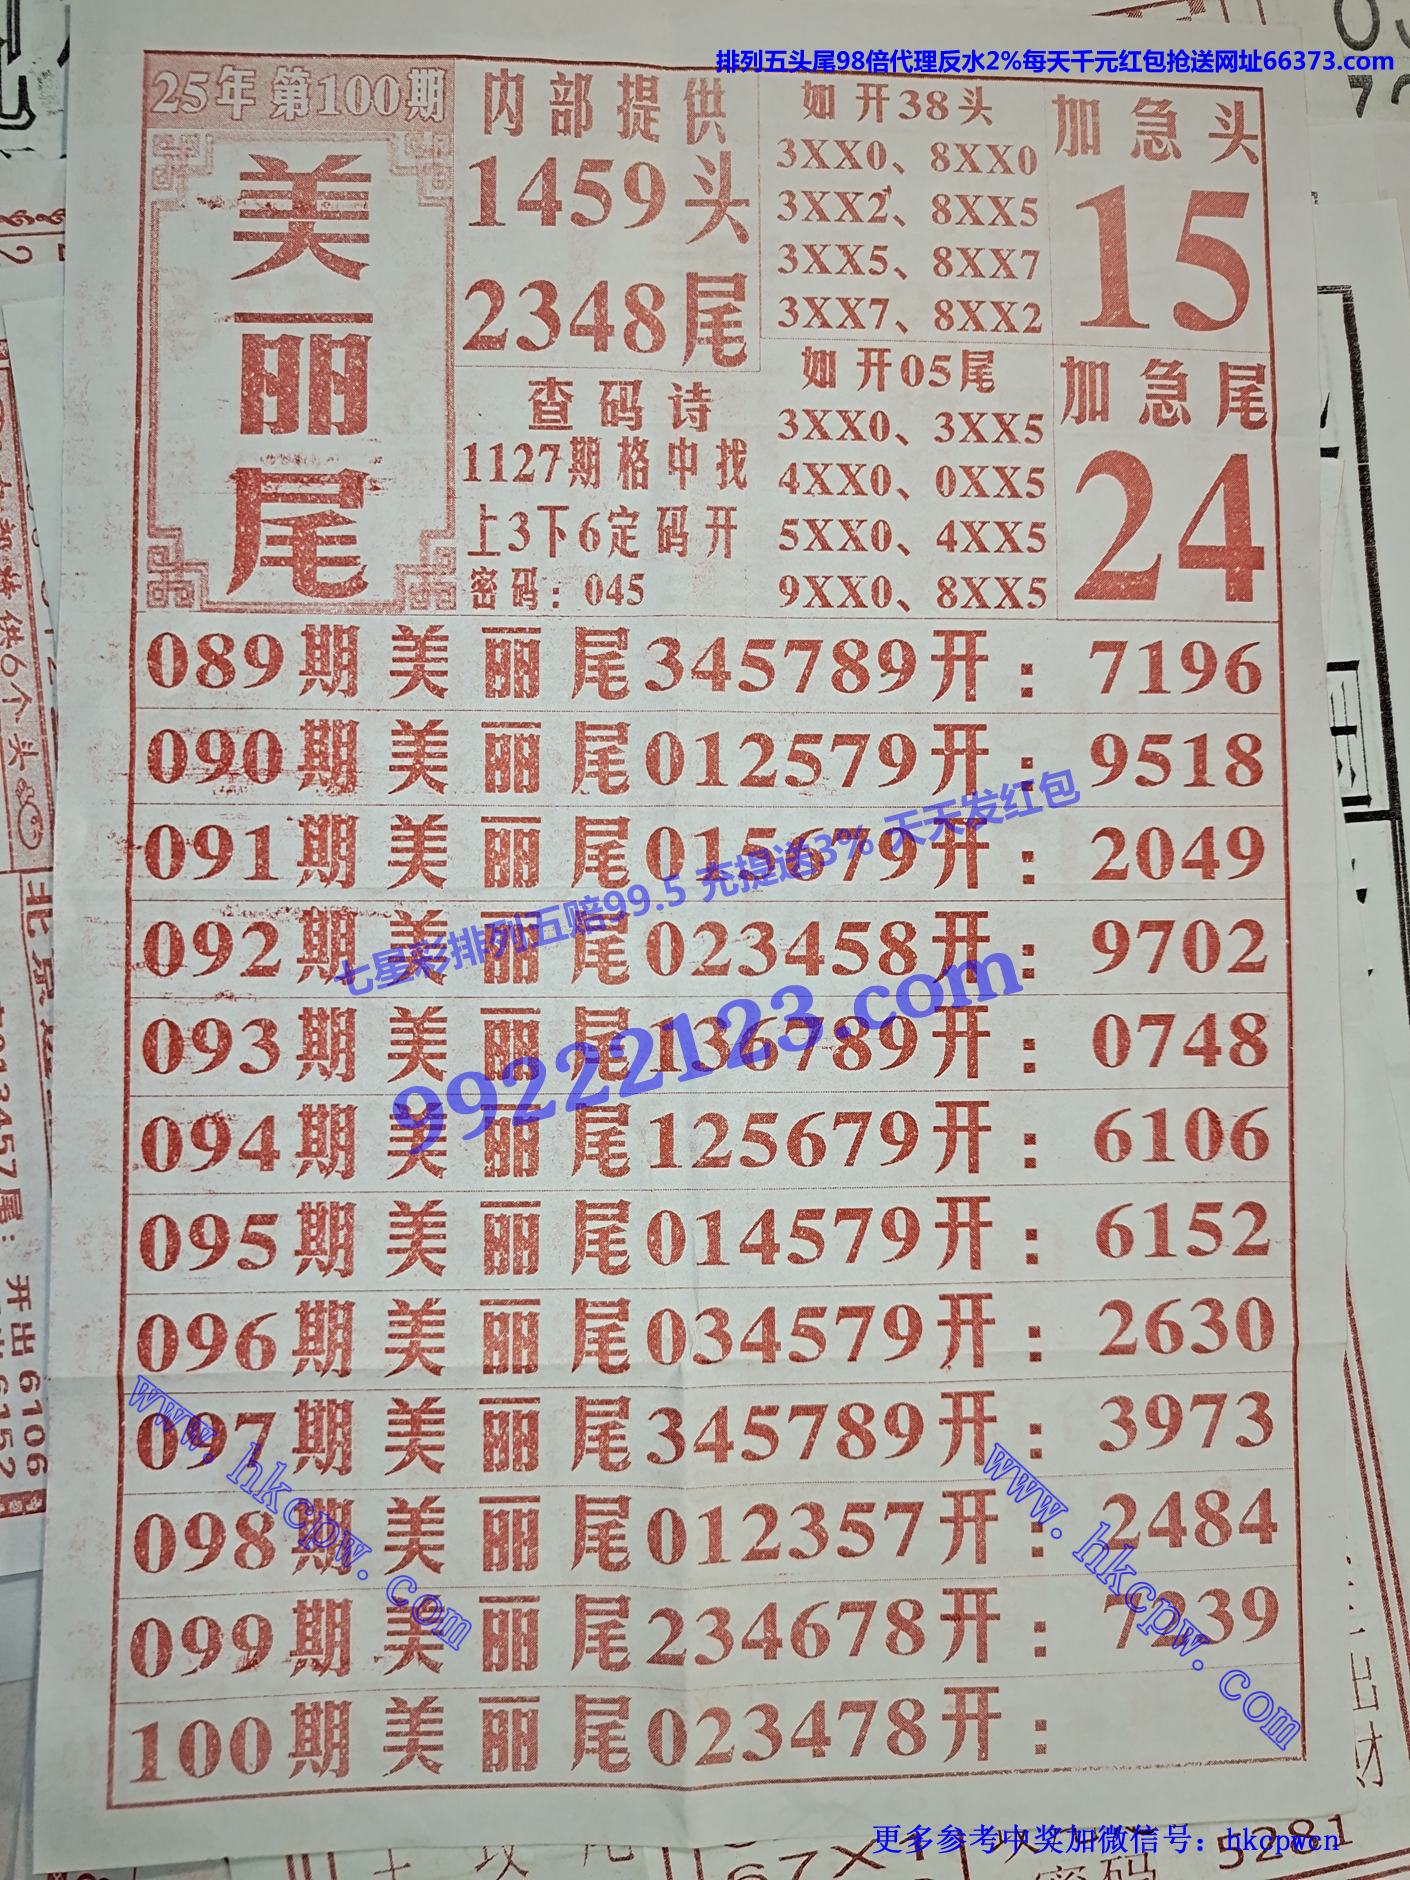 排列五头尾98倍代理反水2%每天千元红包抢送网址66373.com
25年 第100期
美丽尾
内部提供
1459头
2348尾
查码诗
1127期格中找
上3下6定码开
密码：045
如开38头
3XX0、8XX0
3XX2、8XX5
3XX5、8XX7
3XX7、8XX2
如开05尾
3XX0、3XX5
4XX0、0XX5
5XX0、4XX5
9XX0、8XX5
加急头
15
加急尾
24
089期美丽尾345789开：7196
090期美丽尾012579开：9518
091期美丽尾015679开：2049
092期美丽尾023458开：9702
093期美丽尾136789开：0748
094期美丽尾125679开：6106
095期美丽尾014579开：6152
096期美丽尾034579开：2630
097期美丽尾345789开：3973
098期美丽尾012357开：2484
099期美丽尾234678开：7239
100期美丽尾023478开：
七星彩排列五赔99.5 充提送3% 天天发红包
99222123.com
www.hkcpw.com
www.hkcpw.com
更多参考中奖加微信号：hkcpwcn
供6个头
北京
开出6106
6152
5281